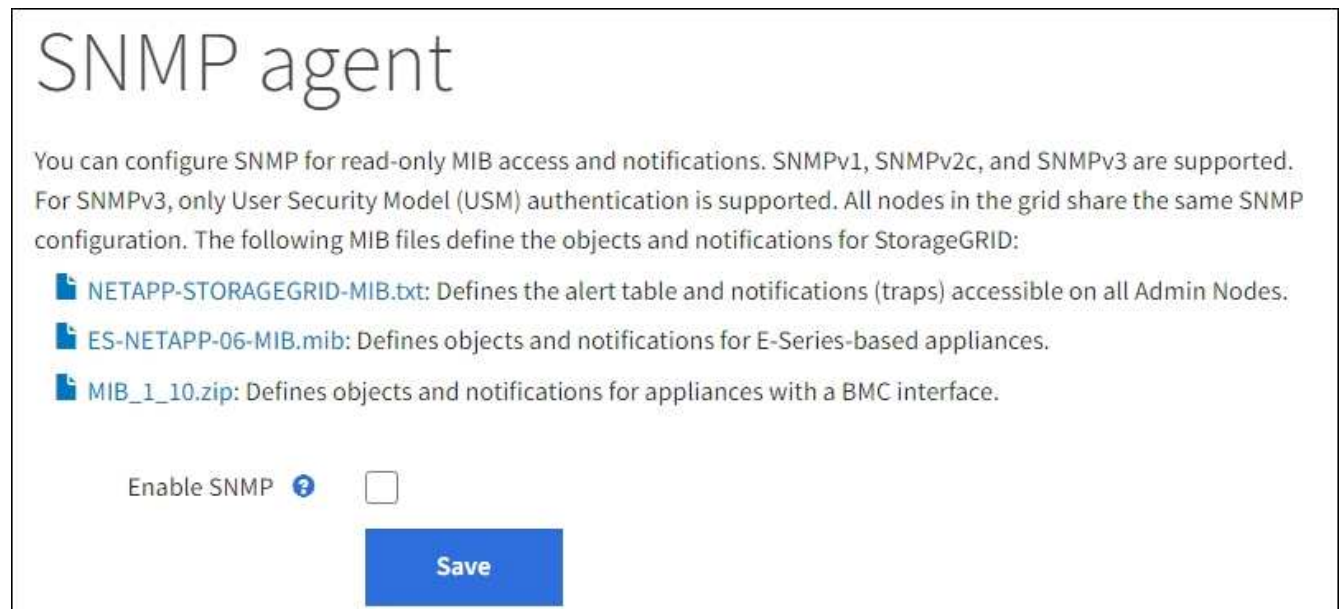 SNMP agent
You can configure SNMP for read-only MIB access and notifications. SNMPv1, SNMPv2c, and SNMPv3 are supported.
For SNMPv3, only User Security Model (USM) authentication is supported. All nodes in the grid share the same SNMP
configuration. The following MIB files define the objects and notifications for StorageGRID:
NETAPP-STORAGEGRID-MIB.txt: Defines the alert table and notifications (traps) accessible on all Admin Nodes.
ES-NETAPP-06-MIB.mib: Defines objects and notifications for E-Series-based appliances.
MIB_1_10.zip: Defines objects and notifications for appliances with a BMC interface.
Enable SNMP ?
Save